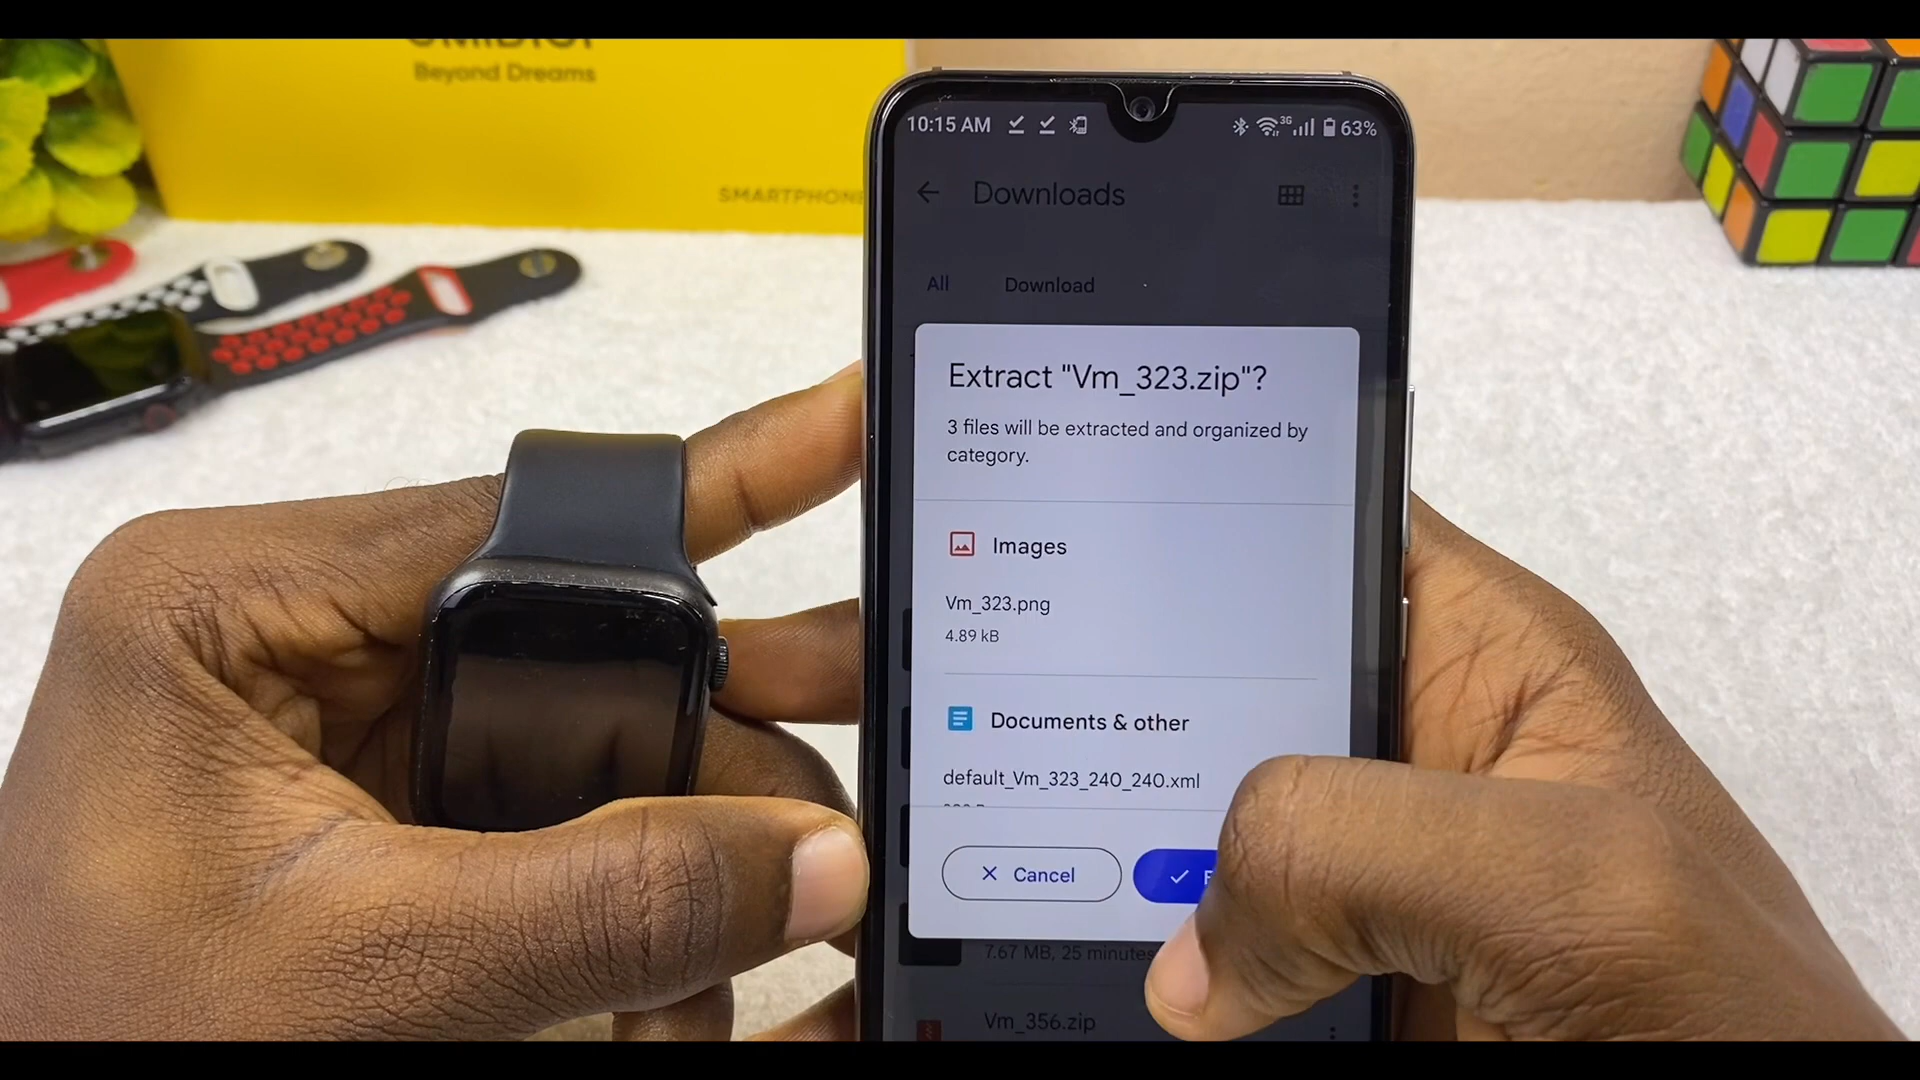 Beyond Dreams
SMARTPHONE
10:15 AM
3G
63%
Downloads
All
Download
Extract "Vm_323.zip"?
3 files will be extracted and organized by
category.
Images
Vm_323.png
4.89 kB
Documents & other
default_Vm_323_240_240.xml
Cancel
7.67 MB, 25 minutes
Vm_356.zip